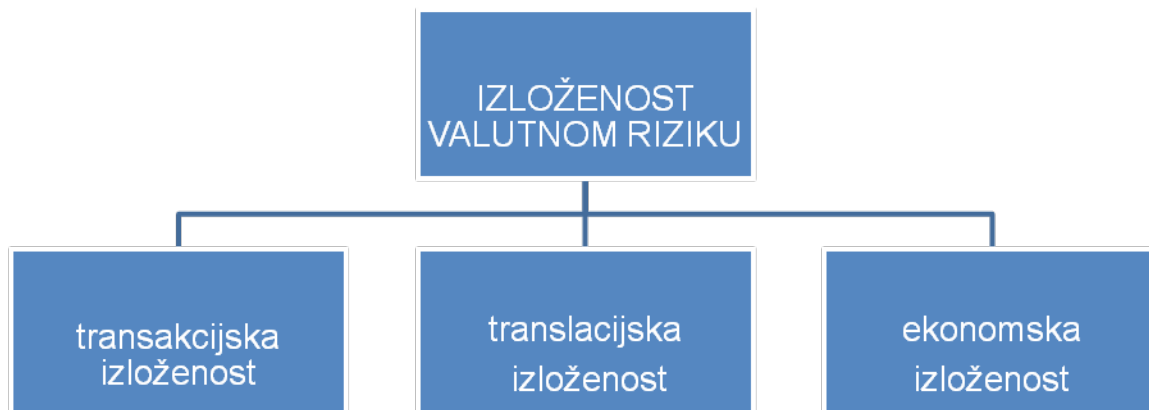 IZLOŽENOST
VALUTNOM RIZIKU
transakcijska
izloženost
translacijska
izloženost
ekonomska
izloženost